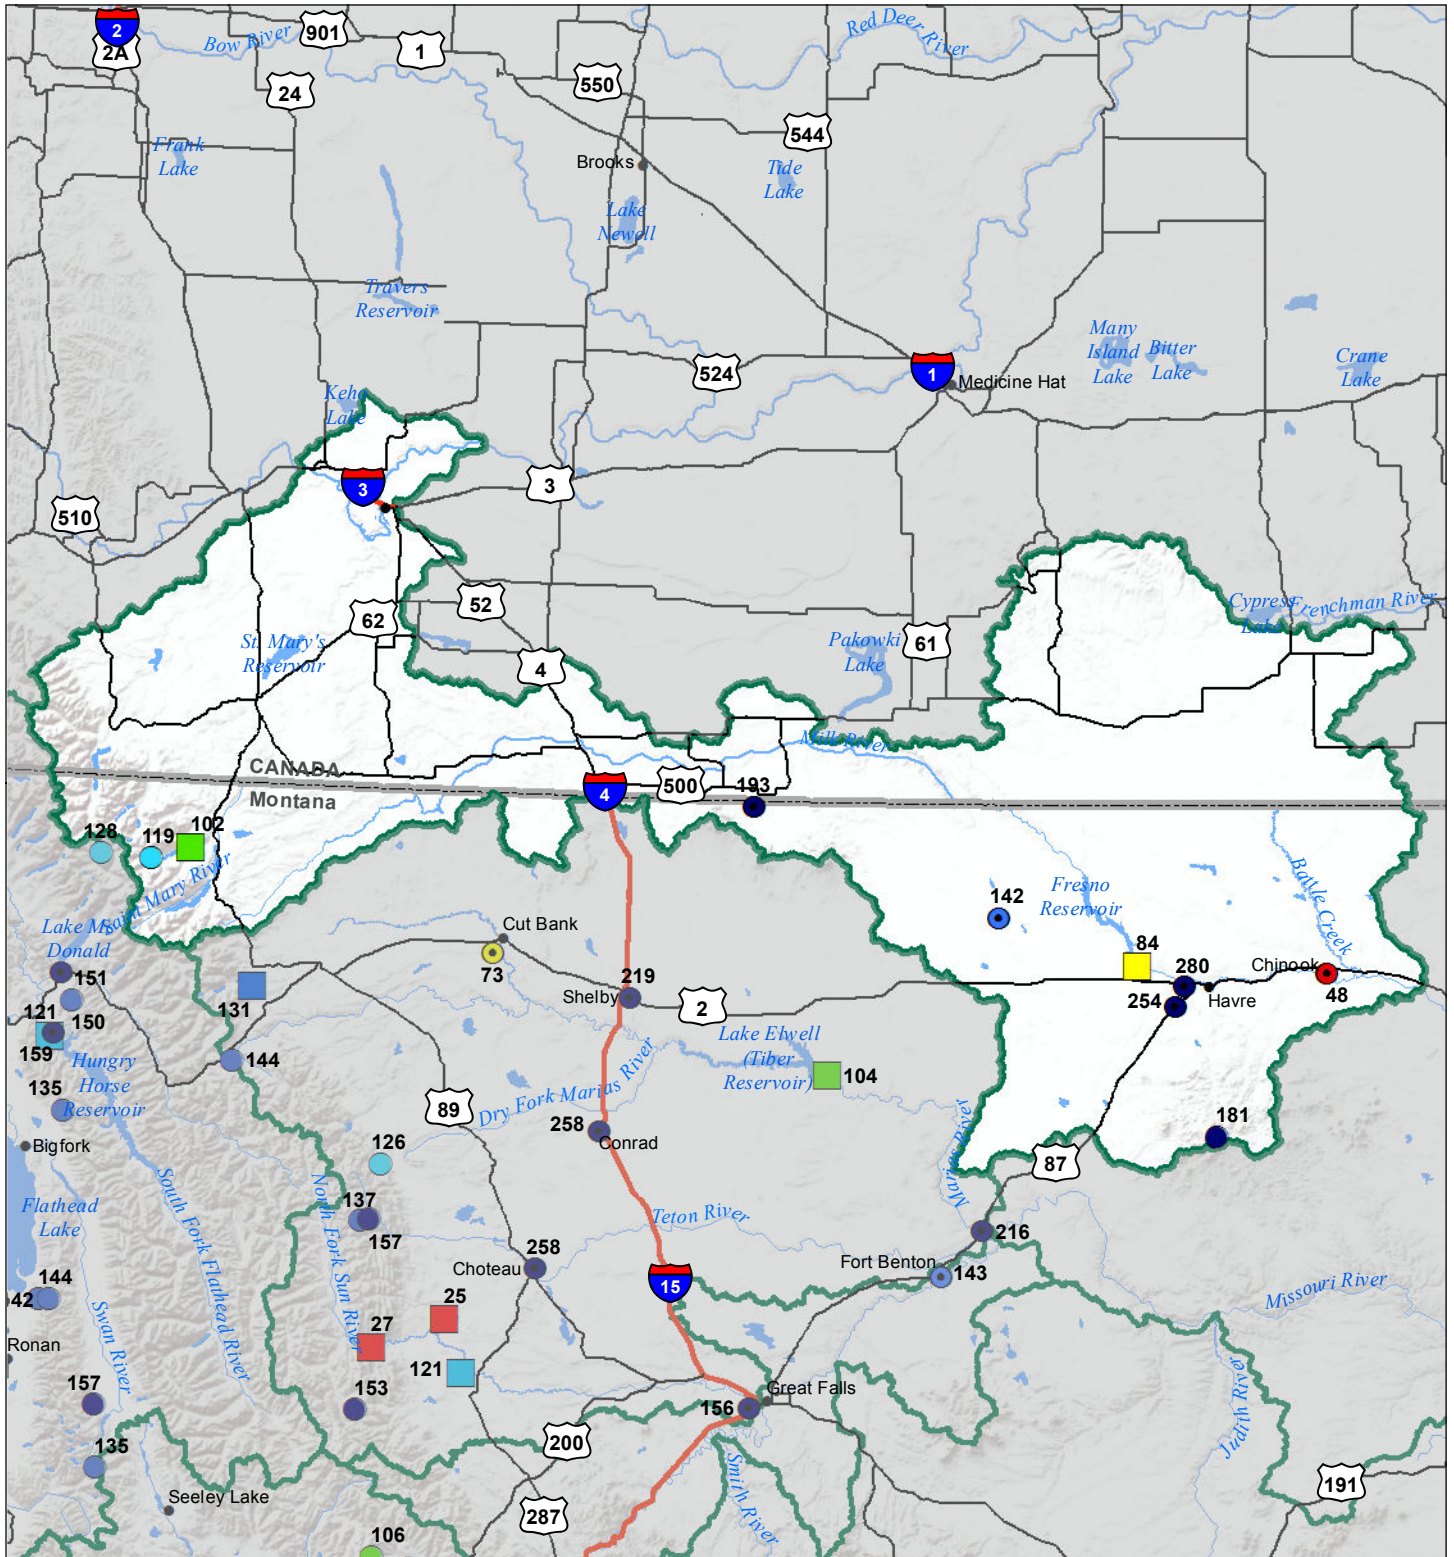 2
2A
Bow River
901
1
Red Deer River
24
550
544
Frank
Lake
Brooks
Tide
Lake
Lake
Newell
Travers
Reservoir
Many
Island
Lake
Bitter
Lake
Crane
Lake
524
1
Medicine Hat
Keho
Lake
3
3
510
52
62
St. Mary's
Reservoir
4
Pakowki
Lake
61
Cypress
Lake
Frenchman River
Milk River
CANADA
Montana
4
500
193
128
119
102
Saint Mary River
Lake Mc
Donald
142
Fresno
Reservoir
Battle Creek
84
280
254
Havre
Chinook
48
Cut Bank
73
219
Shelby
2
151
121
150
159
131
144
Hungry
Horse
Reservoir
135
Bigfork
Lake Elwell
(Tiber
Reservoir)
104
89
Dry Fork Marias River
258
Conrad
126
Marias River
87
181
Flathead
Lake
South Fork Flathead River
North Fork Sun River
137
157
Teton River
216
258
Choteau
Fort Benton
143
15
Missouri River
144
42
Ronan
Swan River
25
27
121
157
153
156
Great Falls
Judith River
135
200
Smith River
191
Seeley Lake
287
106